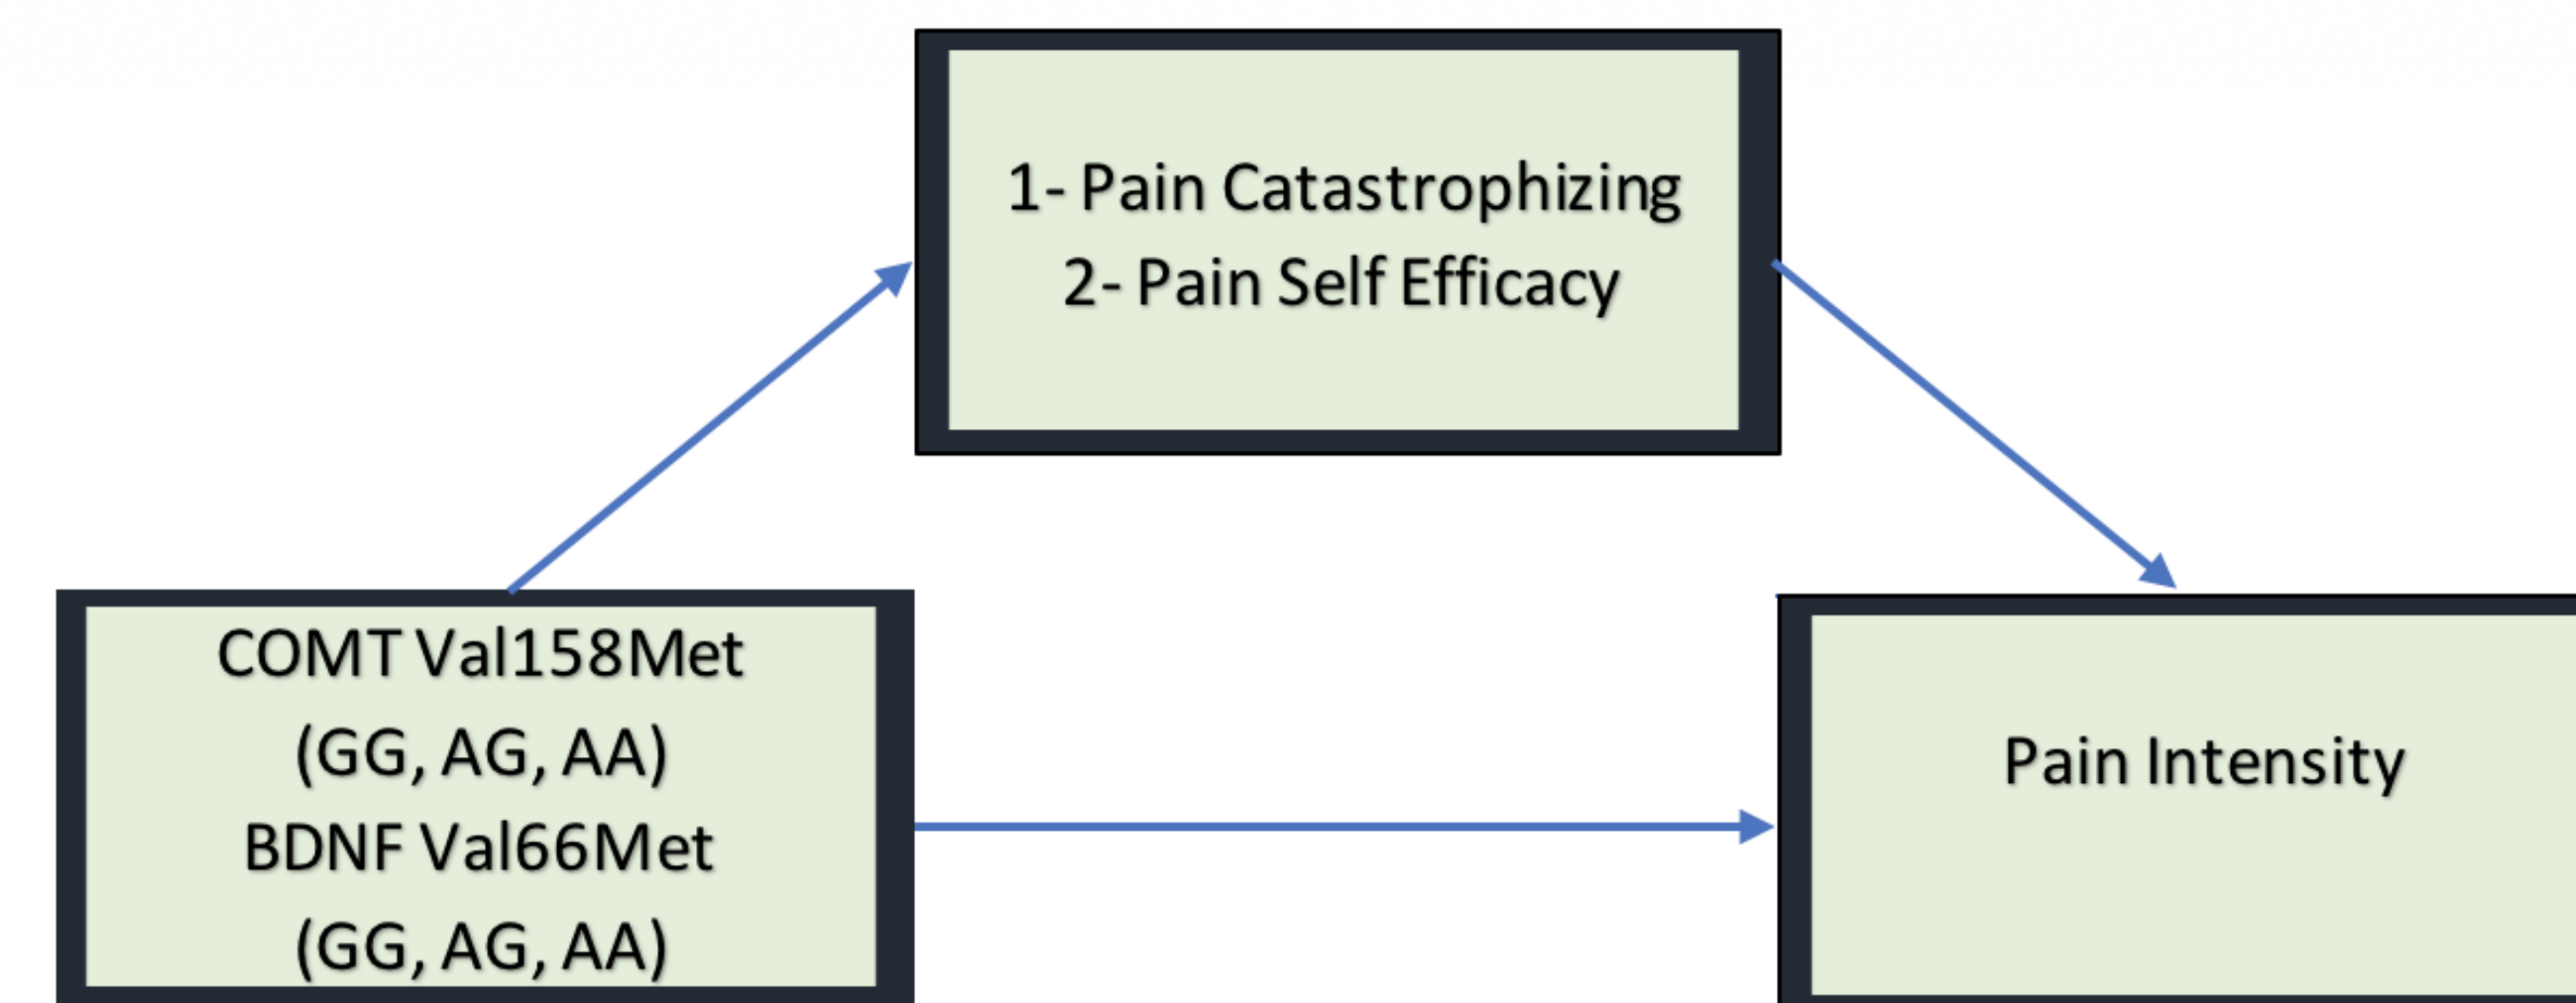 1- Pain Catastrophizing
2- Pain Self Efficacy
COMT Val158Met
(GG, AG, AA)
BDNF Val66Met
(GG, AG, AA)
Pain Intensity